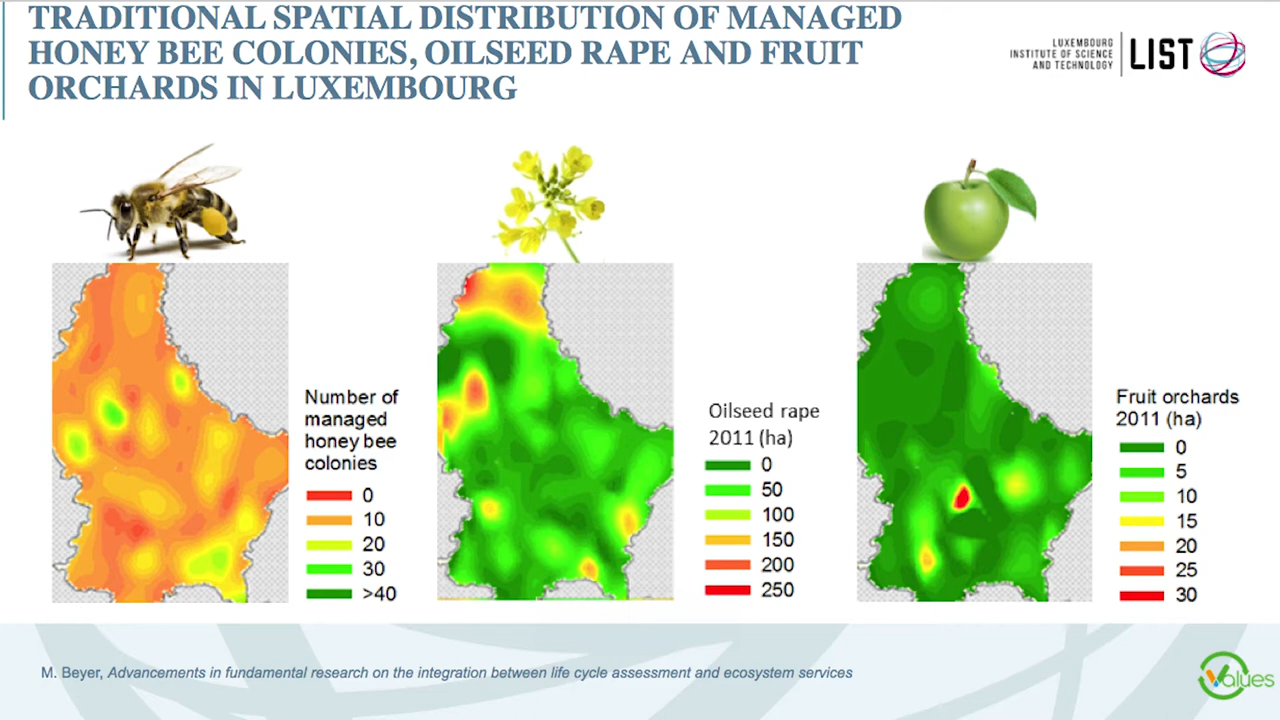 TRADITIONAL SPATIAL DISTRIBUTION OF MANAGED
HONEY BEE COLONIES, OILSEED RAPE AND FRUIT
ORCHARDS IN LUXEMBOURG
LUXEMBOURG
INSTITUTE OF SCIENCE
AND TECHNOLOGY
LIST
Number of
managed
honey bee
colonies
0
10
20
30
>40
Oilseed rape
2011 (ha)
0
50
100
150
200
250
Fruit orchards
2011 (ha)
0
5
10
15
20
25
30
M. Beyer, Advancements in fundamental research on the integration between life cycle assessment and ecosystem services
Values